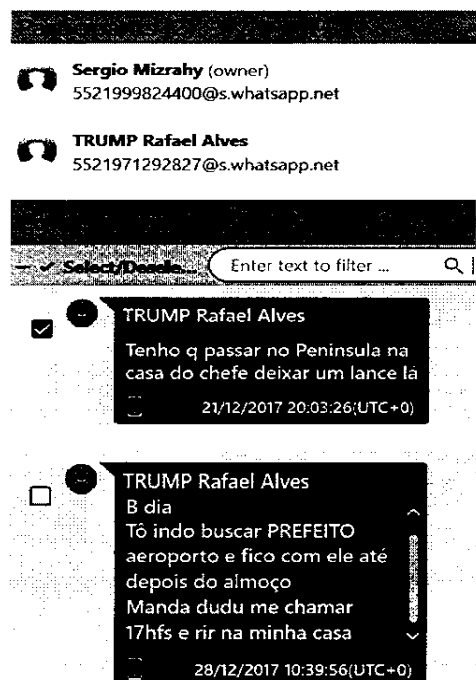 Sergio Mizrahy (owner)
5521999824400@s.whatsapp.net
TRUMP Rafael Alves
5521971292827@s.whatsapp.net
Select/Desele...
Enter text to filter ...
TRUMP Rafael Alves
Tenho q passar no Peninsula na
casa do chefe deixar um lance lá
21/12/2017 20:03:26(UTC+0)
TRUMP Rafael Alves
B dia
Tô indo buscar PREFEITO
aeroporto e fico com ele até
depois do almoço
Manda dudu me chamar
17hfs e rir na minha casa
28/12/2017 10:39:56(UTC+0)